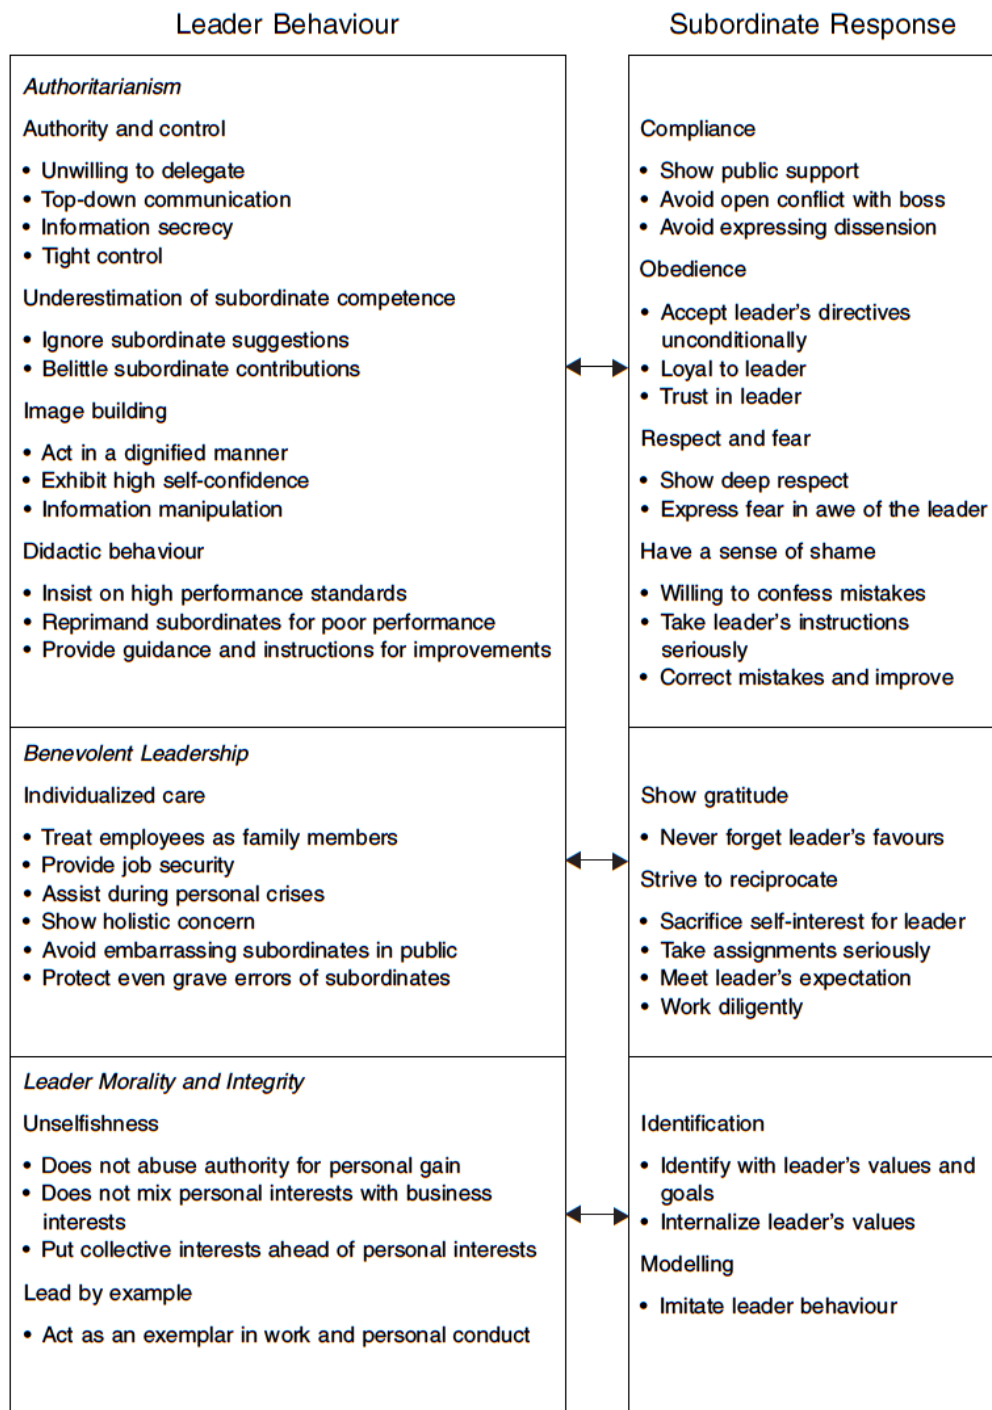 Leader Behaviour
Subordinate Response
Authoritarianism
Authority and control
• Unwilling to delegate
• Top-down communication
• Information secrecy
• Tight control
Underestimation of subordinate competence
• Ignore subordinate suggestions
• Belittle subordinate contributions
Image building
• Act in a dignified manner
• Exhibit high self-confidence
• Information manipulation
Didactic behaviour
• Insist on high performance standards
• Reprimand subordinates for poor performance
• Provide guidance and instructions for improvements
Compliance
• Show public support
• Avoid open conflict with boss
• Avoid expressing dissension
Obedience
• Accept leader's directives
unconditionally
• Loyal to leader
• Trust in leader
Respect and fear
• Show deep respect
• Express fear in awe of the leader
Have a sense of shame
• Willing to confess mistakes
• Take leader's instructions
seriously
• Correct mistakes and improve
Benevolent Leadership
Individualized care
• Treat employees as family members
• Provide job security
• Assist during personal crises
• Show holistic concern
• Avoid embarrassing subordinates in public
• Protect even grave errors of subordinates
Show gratitude
• Never forget leader's favours
Strive to reciprocate
• Sacrifice self-interest for leader
• Take assignments seriously
• Meet leader's expectation
• Work diligently
Leader Morality and Integrity
Unselfishness
• Does not abuse authority for personal gain
• Does not mix personal interests with business
interests
• Put collective interests ahead of personal interests
Lead by example
• Act as an exemplar in work and personal conduct
Identification
• Identify with leader's values and
goals
• Internalize leader's values
Modelling
• Imitate leader behaviour